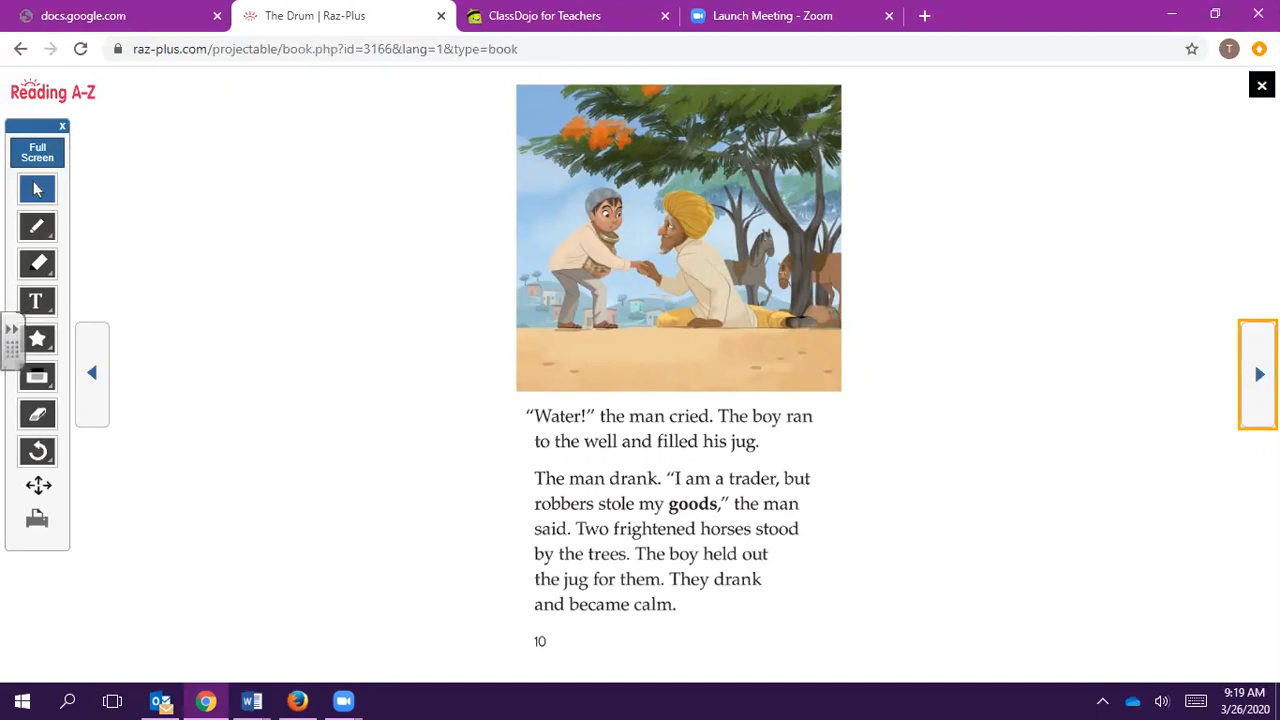 docs.google.com
The Drum | Raz-Plus
ClassDojo for Teachers
Launch Meeting - Zoom
raz-plus.com/projectable/book.php?id=3166&lang=1&type=book
T
Reading A-Z
x
Full
Screen
T
“Water!” the man cried. The boy ran
to the well and filled his jug.
The man drank. “I am a trader, but
robbers stole my goods,” the man
said. Two frightened horses stood
by the trees. The boy held out
the jug for them. They drank
and became calm.
10
9:19 AM
3/26/2020